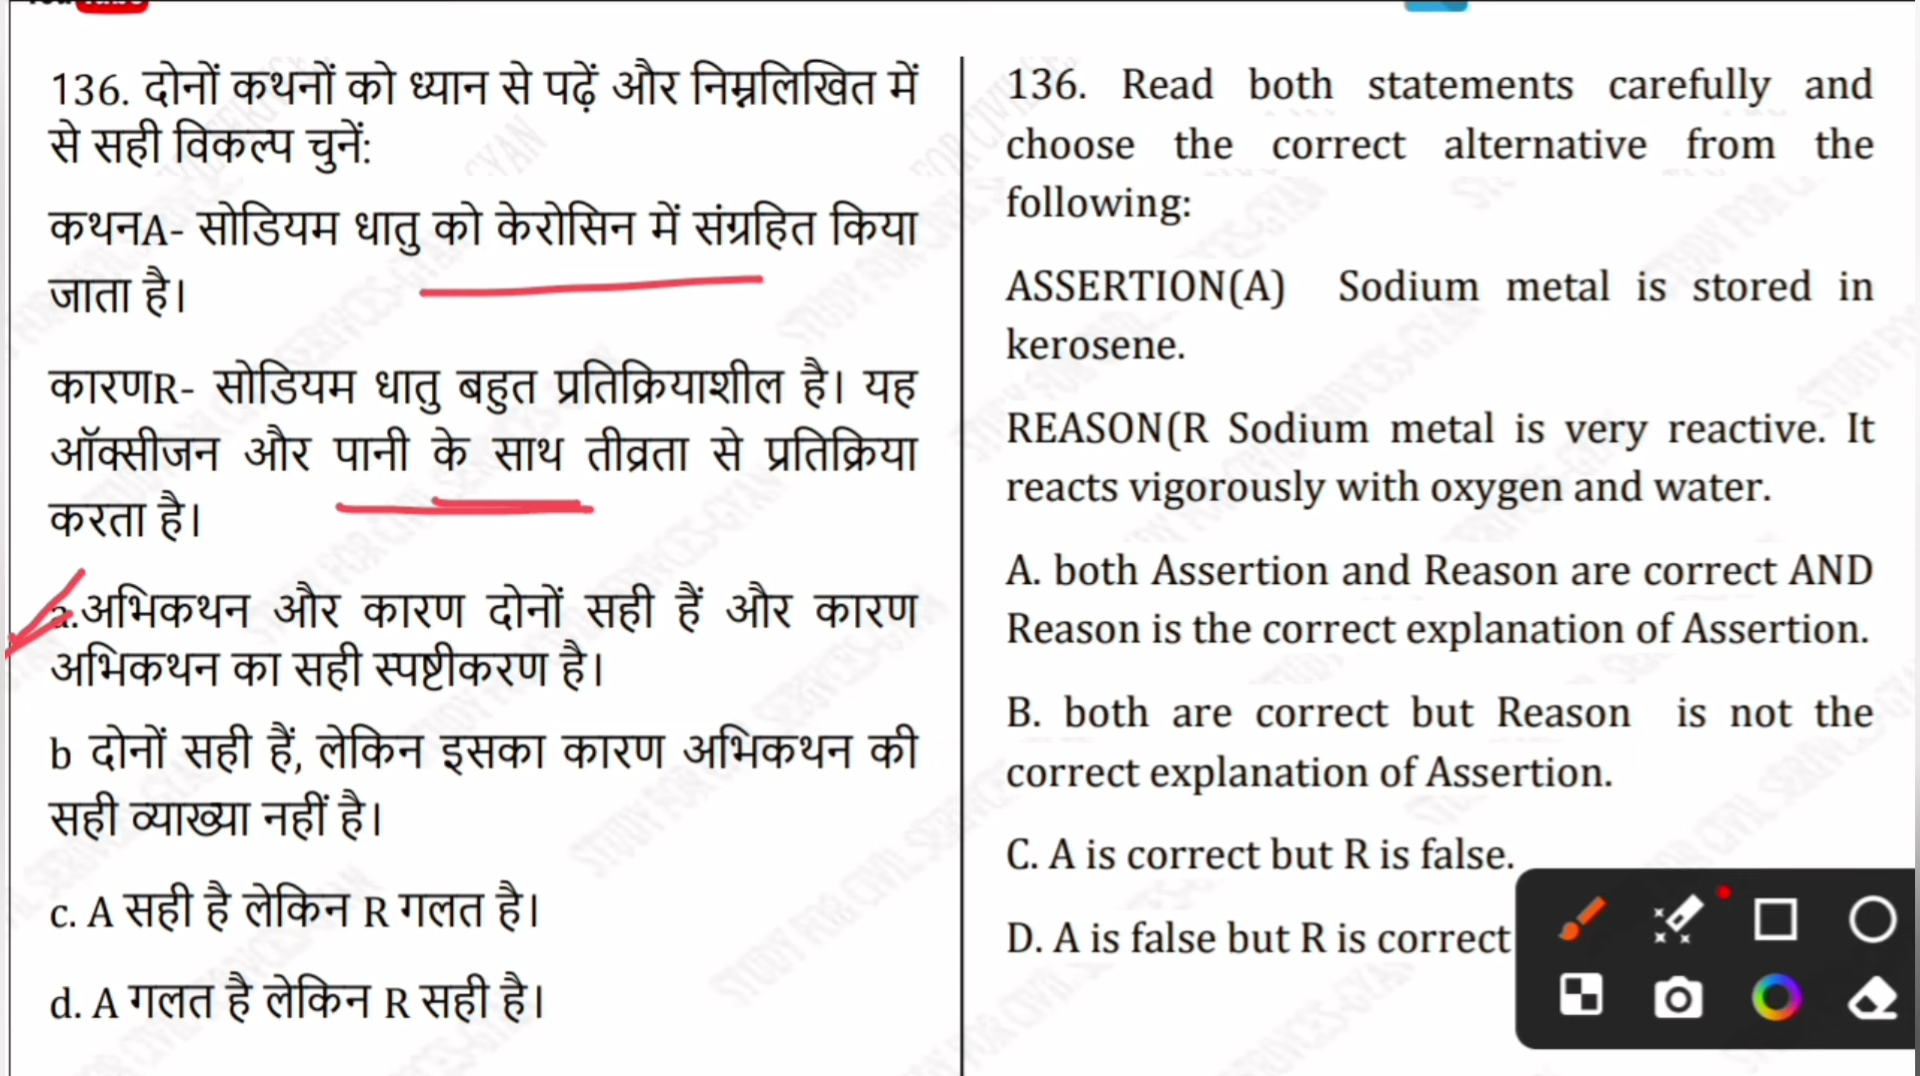 136. दोनों कथनों को ध्यान से पढ़ें और निम्नलिखित में
से सही विकल्प चुनें:
कथनA- सोडियम धातु को केरोसिन में संग्रहित किया
जाता है।
कारणR- सोडियम धातु बहुत प्रतिक्रियाशील है। यह
ऑक्सीजन और पानी के साथ तीव्रता से प्रतिक्रिया
करता है।
a.अभिकथन और कारण दोनों सही हैं और कारण
अभिकथन का सही स्पष्टीकरण है।
b दोनों सही हैं, लेकिन इसका कारण अभिकथन की
सही व्याख्या नहीं है।
c. A सही है लेकिन R गलत है।
d. A गलत है लेकिन R सही है।
136. Read both statements carefully and
choose the correct alternative from the
following:
ASSERTION(A) Sodium metal is stored in
kerosene.
REASON(R Sodium metal is very reactive. It
reacts vigorously with oxygen and water.
A. both Assertion and Reason are correct AND
Reason is the correct explanation of Assertion.
B. both are correct but Reason is not the
correct explanation of Assertion.
C. A is correct but R is false.
D. A is false but R is correct